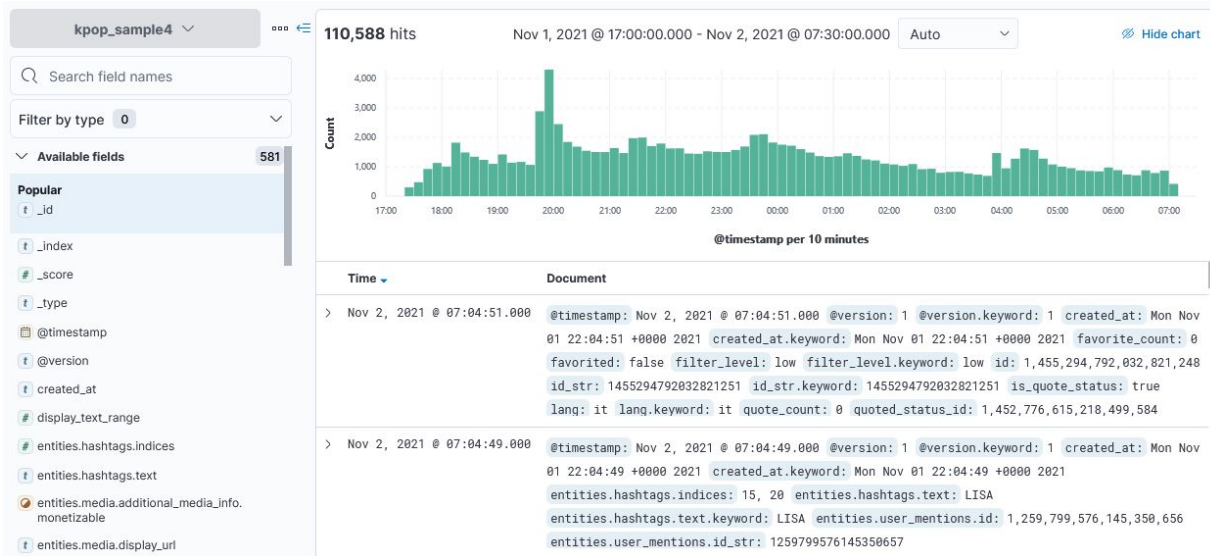 kpop_sample4
110,588 hits
Nov 1, 2021 @ 17:00:00.000 - Nov 2, 2021 @ 07:30:00.000
Auto
Hide chart
Search field names
Filter by type 0
Available fields 581
Popular
t _id
t _index
# _score
t _type
@timestamp
t @version
t created_at
# display_text_range
# entities.hashtags.indices
t entities.hashtags.text
entities.media.additional_media_info.
monetizable
t entities.media.display_url
Count
4,000
3,000
2,000
1,000
0
17:00 18:00 19:00 20:00 21:00 22:00 23:00 00:00 01:00 02:00 03:00 04:00 05:00 06:00 07:00
@timestamp per 10 minutes
Time Document
Nov 2, 2021 @ 07:04:51.000
@timestamp: Nov 2, 2021 @ 07:04:51.000 @version: 1 @version.keyword: 1 created_at: Mon Nov
01 22:04:51 +0000 2021 created_at.keyword: Mon Nov 01 22:04:51 +0000 2021 favorite_count: 0
favorited: false filter_level: low filter_level.keyword: low id: 1,455,294,792,032,821,248
id_str: 1455294792032821251 id_str.keyword: 1455294792032821251 is_quote_status: true
lang: it lang.keyword: it quote_count: 0 quoted_status_id: 1,452,776,615,218,499,584
Nov 2, 2021 @ 07:04:49.000
@timestamp: Nov 2, 2021 @ 07:04:49.000 @version: 1 @version.keyword: 1 created_at: Mon Nov
01 22:04:49 +0000 2021 created_at.keyword: Mon Nov 01 22:04:49 +0000 2021
entities.hashtags.indices: 15, 20 entities.hashtags.text: LISA
entities.hashtags.text.keyword: LISA entities.user_mentions.id: 1,259,799,576,145,350,656
entities.user_mentions.id_str: 1259799576145350657